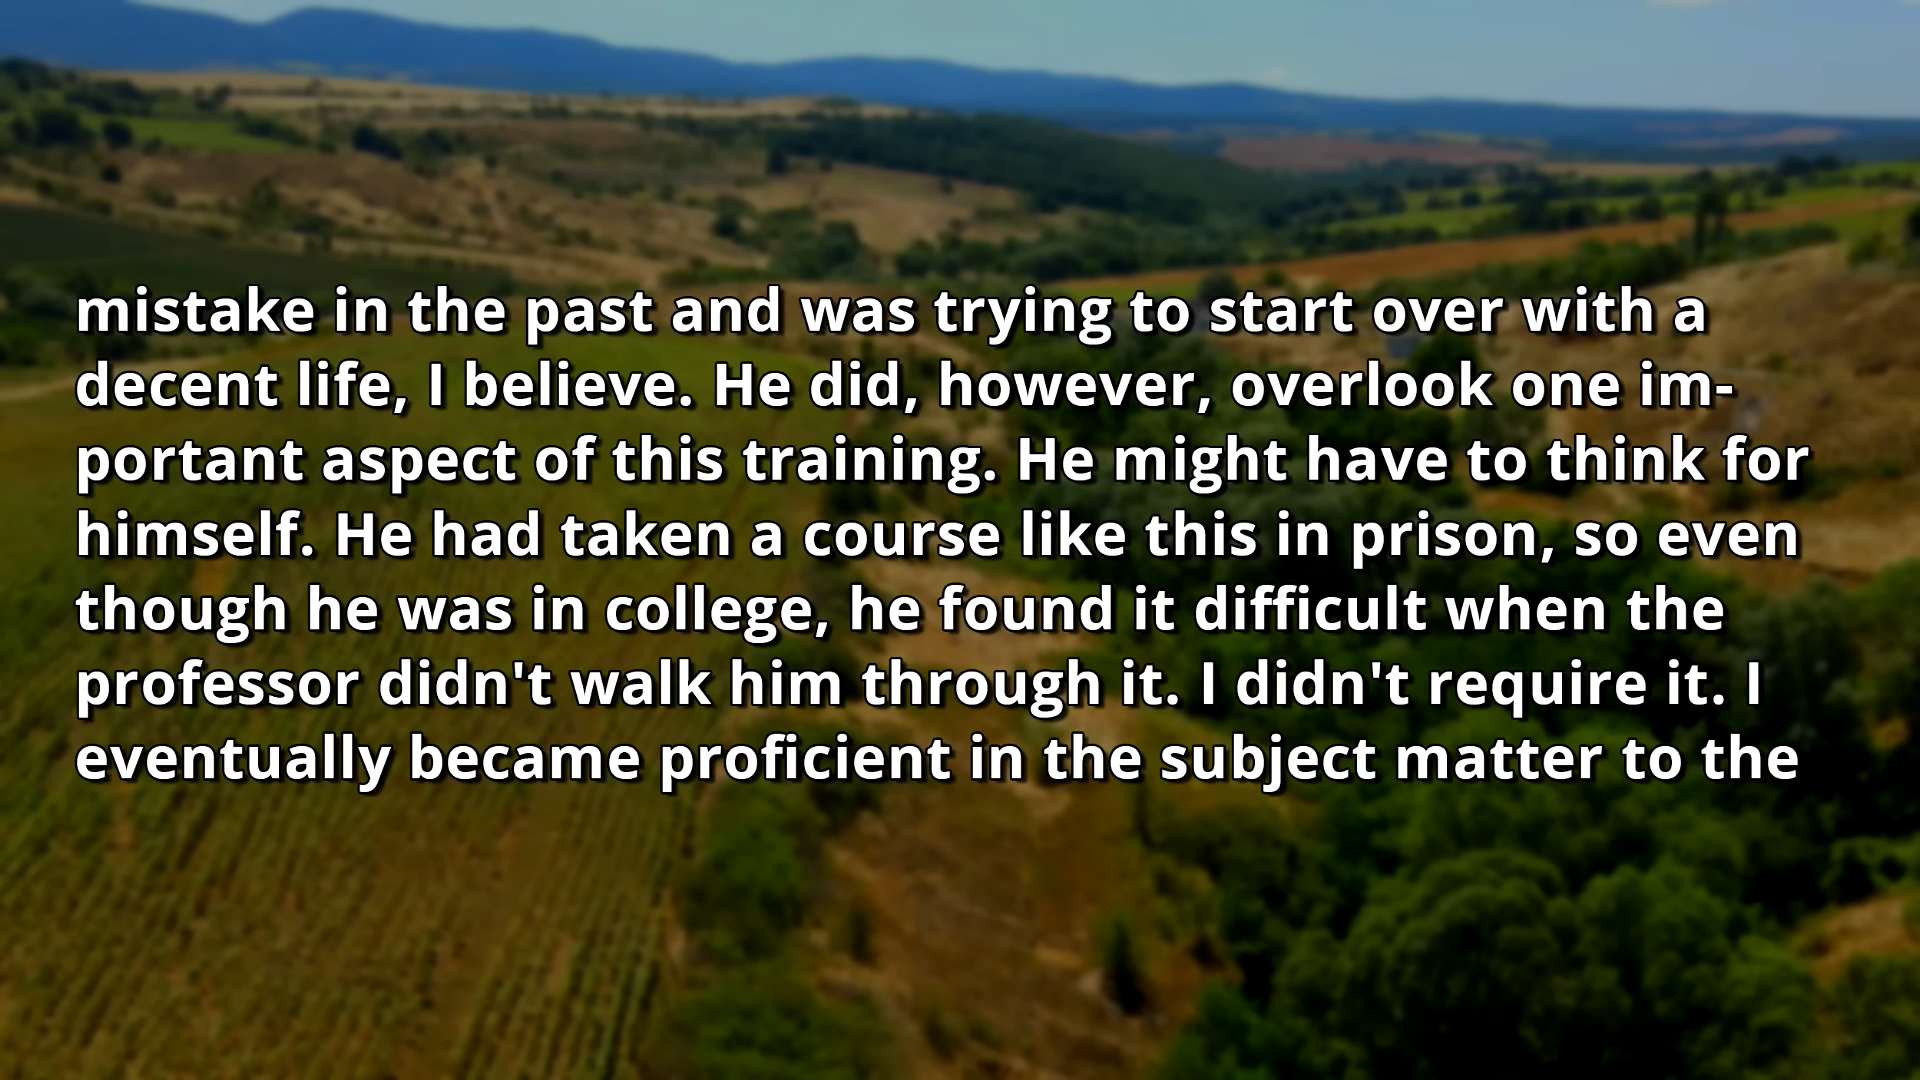 mistake in the past and was trying to start over with a
decent life, I believe. He did, however, overlook one im-
portant aspect of this training. He might have to think for
himself. He had taken a course like this in prison, so even
though he was in college, he found it difficult when the
professor didn't walk him through it. I didn't require it. I
eventually became proficient in the subject matter to the